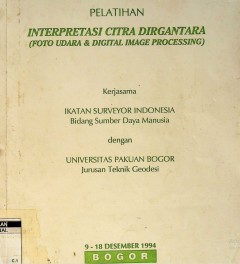 PELATIHAN
INTERPRETASI CITRA DIRGANTARA
(FOTO UDARA & DIGITAL IMAGE PROCESSING)
Kerjasama
IKATAN SURVEYOR INDONESIA
Bidang Sumber Daya Manusia
dengan
UNIVERSITAS PAKUAN BOGOR
Jurusan Teknik Geodesi
9 - 18 DESEMBER 1994
BOGOR
C.1